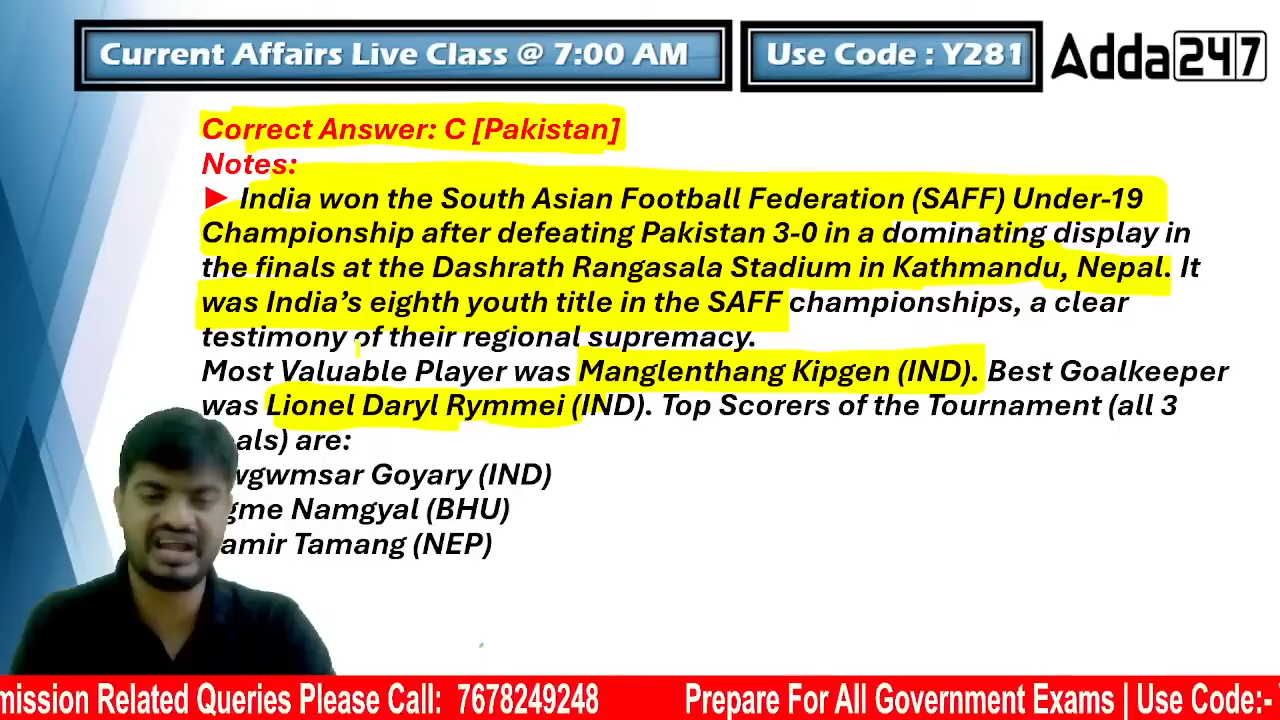 Current Affairs Live Class @ 7:00 AM
Use Code : Y281
Adda247
Correct Answer: C [Pakistan]
Notes:
► India won the South Asian Football Federation (SAFF) Under-19
Championship after defeating Pakistan 3-0 in a dominating display in
the finals at the Dashrath Rangasala Stadium in Kathmandu, Nepal. It
was India’s eighth youth title in the SAFF championships, a clear
testimony of their regional supremacy.
Most Valuable Player was Manglenthang Kipgen (IND). Best Goalkeeper
was Lionel Daryl Rymmei (IND). Top Scorers of the Tournament (all 3
are:
Goyary (IND)
Namgyal (BHU)
Tamang (NEP)
Related Queries Please Call: 7678249248
Prepare For All Government Exams | Use Code:-